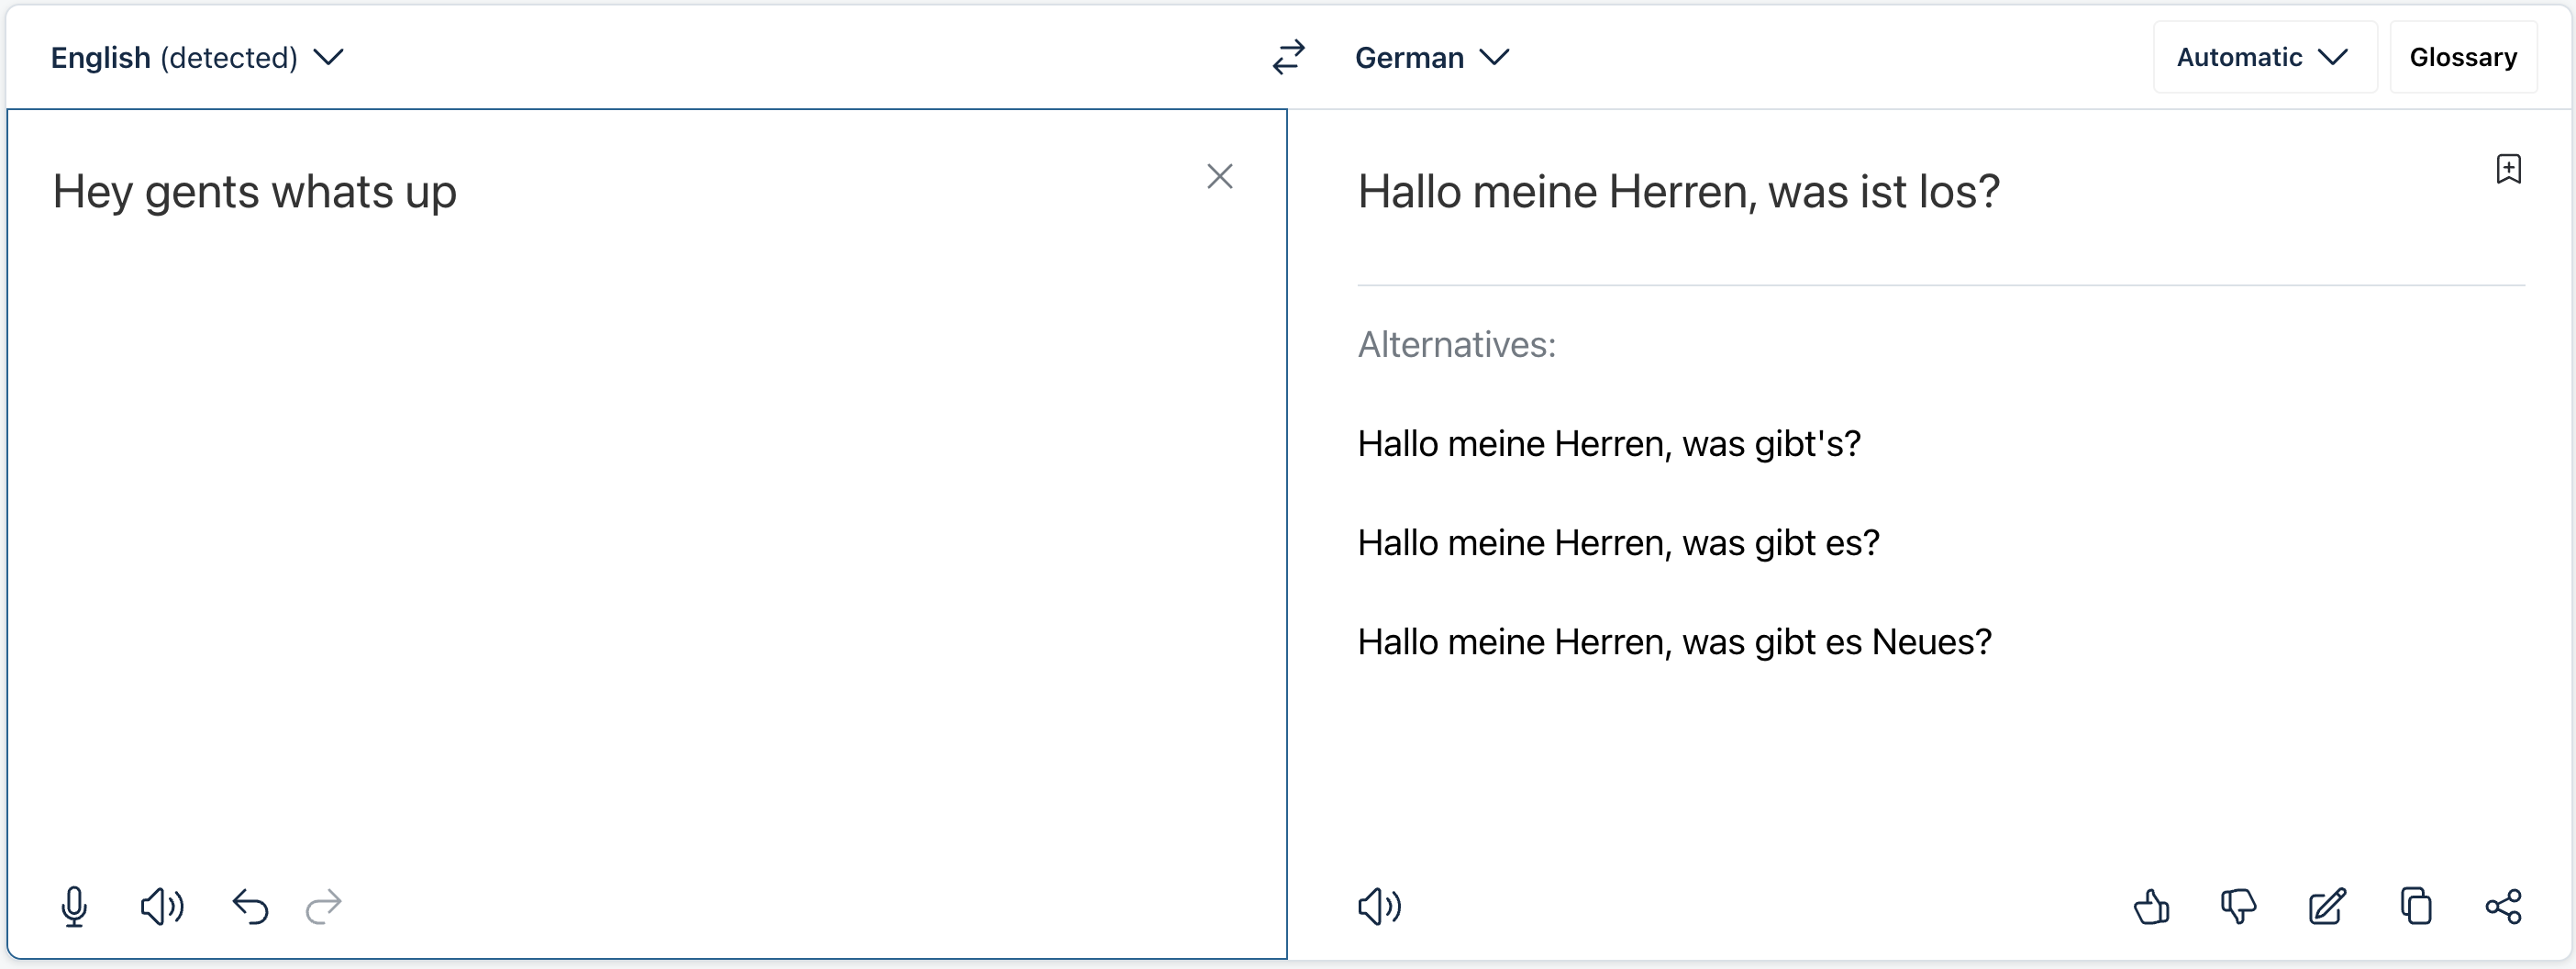 English (detected)
German
Automatic
Glossary
Hey gents whats up
Hallo meine Herren, was ist los?
Alternatives:
Hallo meine Herren, was gibt's?
Hallo meine Herren, was gibt es?
Hallo meine Herren, was gibt es Neues?